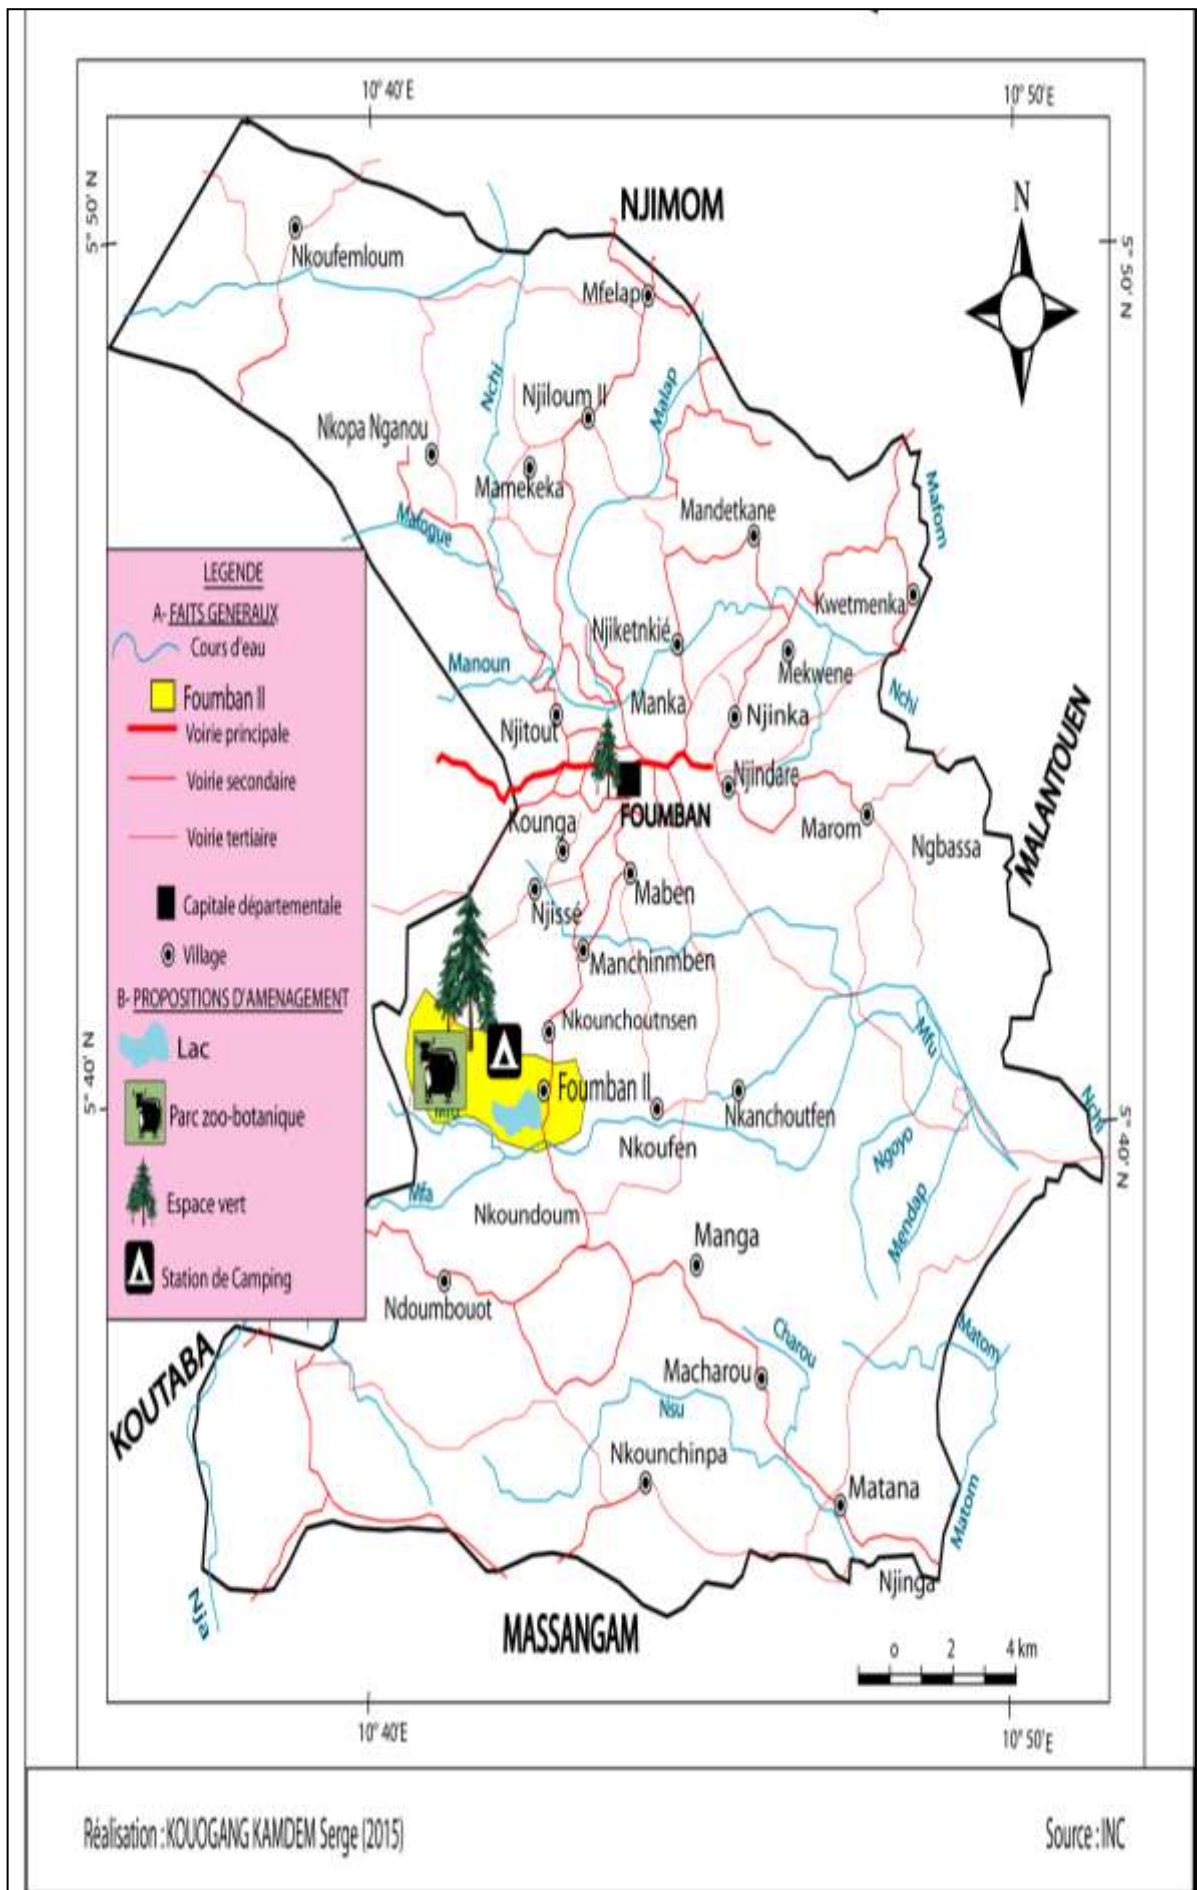 10° 40' E
10° 50' E
5° 50' N
5° 50' N
N
NJIMOM
Nkoufemloum
Mfelap
Nchi
Njiloum II
Malap
Nkopa Nganou
Mamekeka
Mafogue
Mandetkane
Mafom
LEGENDE
A- FAITS GENERAUX
Cours d'eau
Foumban II
Voirie principale
Voirie secondaire
Voirie tertiaire
Capitale départementale
Village
B- PROPOSITIONS D'AMENAGEMENT
Lac
Parc zoo-botanique
Espace vert
Station de Camping
Kwetmenka
Njiketnkié
Manoun
Mekwene
Manka
Nchi
Njitout
Njinka
MALANTOUEN
Njindare
FOUMBAN
Kounga
Marom
Ngbassa
Maben
Njissé
Manchinmben
Nkounchoutnsen
Mfu
5° 40' N
Foumban II
Nkanchoutfen
Nchi
5° 40' N
Nkoufen
Ngoyo
Mfa
Nkoundoum
Mendap
Manga
Ndoumbouot
KOUTABA
Charou
Matom
Macharou
Nsu
Nkounchinpa
Matana
Matom
Njinga
Nja
MASSANGAM
o 2 4 km
10° 40' E
10° 50' E
Réalisation : KOUOGANG KAMDEM Serge (2015)
Source : INC